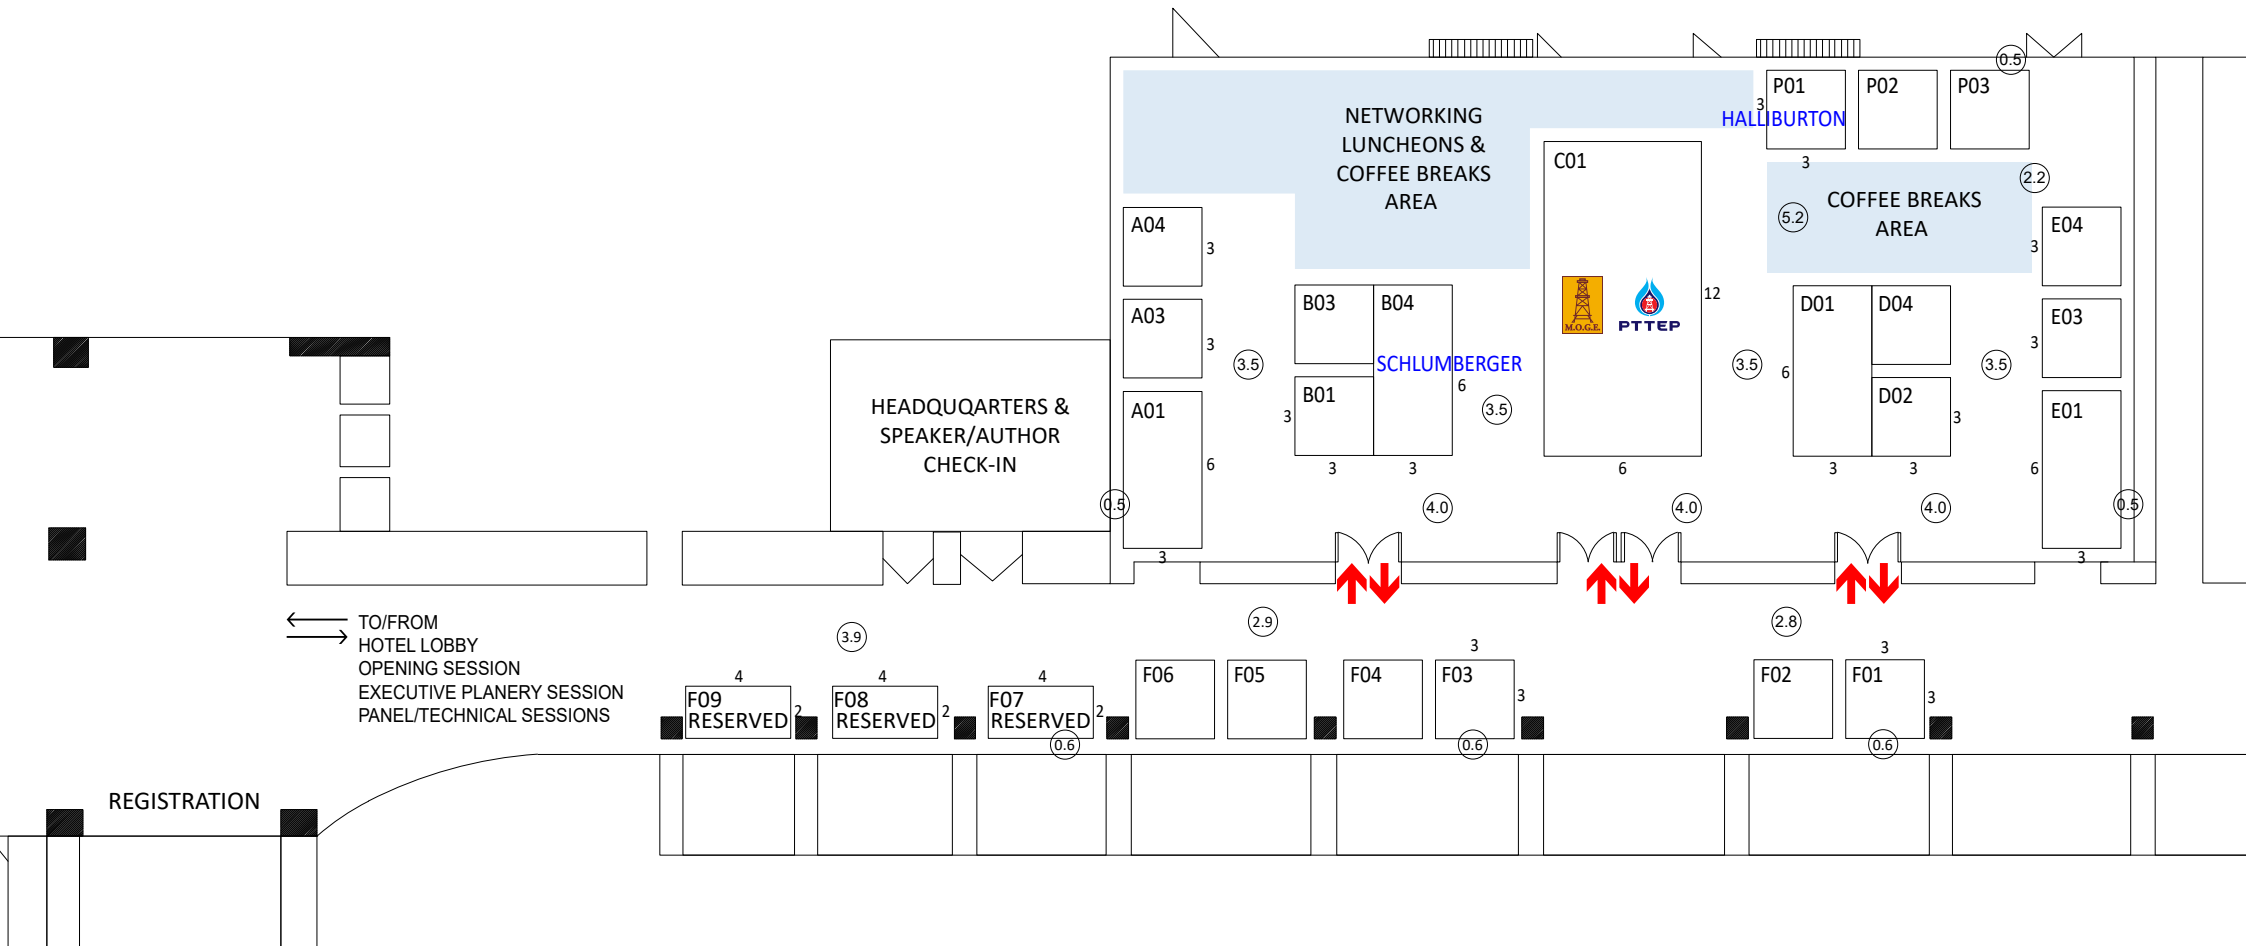 0.5
P01
P02
P03
3
HALLIBURTON
3
NETWORKING
LUNCHEONS &
COFFEE BREAKS
AREA
C01
2.2
5.2
COFFEE BREAKS
AREA
A04
3
E04
3
M.O.G.E.
PTTEP
12
B03
B04
D01
D04
A03
3
E03
3
3.5
SCHLUMBERGER
6
3.5
3.5
6
3.5
B01
3
D02
3
A01
6
E01
6
HEADQUQARTERS &
SPEAKER/AUTHOR
CHECK-IN
3
3
6
3
3
0.5
4.0
4.0
4.0
0.5
3
3
TO/FROM
HOTEL LOBBY
OPENING SESSION
EXECUTIVE PLANERY SESSION
PANEL/TECHNICAL SESSIONS
3.9
2.9
2.8
4
F09
RESERVED
2
4
F08
RESERVED
2
4
F07
RESERVED
2
0.6
F06
F05
F04
3
F03
3
0.6
F02
3
F01
3
0.6
REGISTRATION